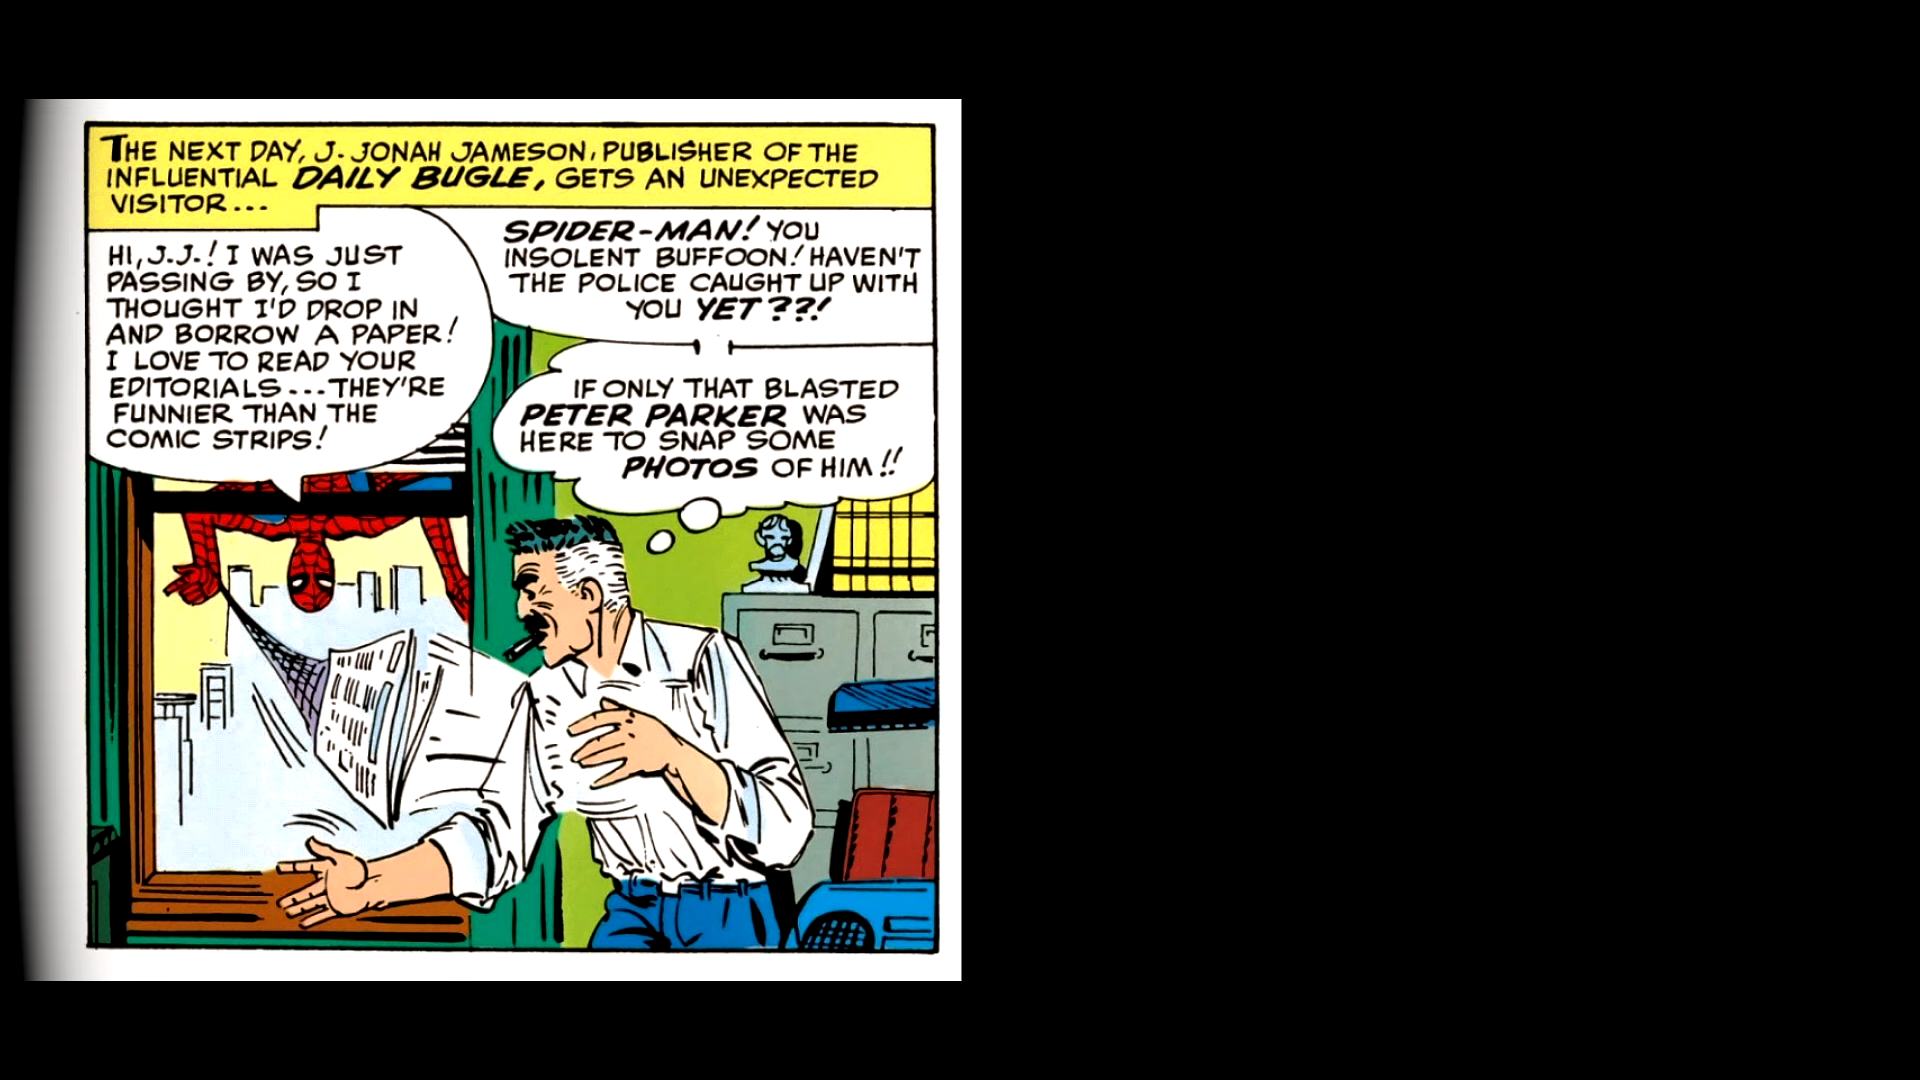 THE NEXT DAY, J. JONAH JAMESON, PUBLISHER OF THE
INFLUENTIAL DAILY BUGLE, GETS AN UNEXPECTED
VISITOR...
HI, J.J.! I WAS JUST
PASSING BY, SO I
THOUGHT I'D DROP IN
AND BORROW A PAPER!
I LOVE TO READ YOUR
EDITORIALS...THEY'RE
FUNNIER THAN THE
COMIC STRIPS!
SPIDER-MAN! YOU
INSOLENT BUFFOON! HAVEN'T
THE POLICE CAUGHT UP WITH
YOU YET??!
IF ONLY THAT BLASTED
PETER PARKER WAS
HERE TO SNAP SOME
PHOTOS OF HIM!!